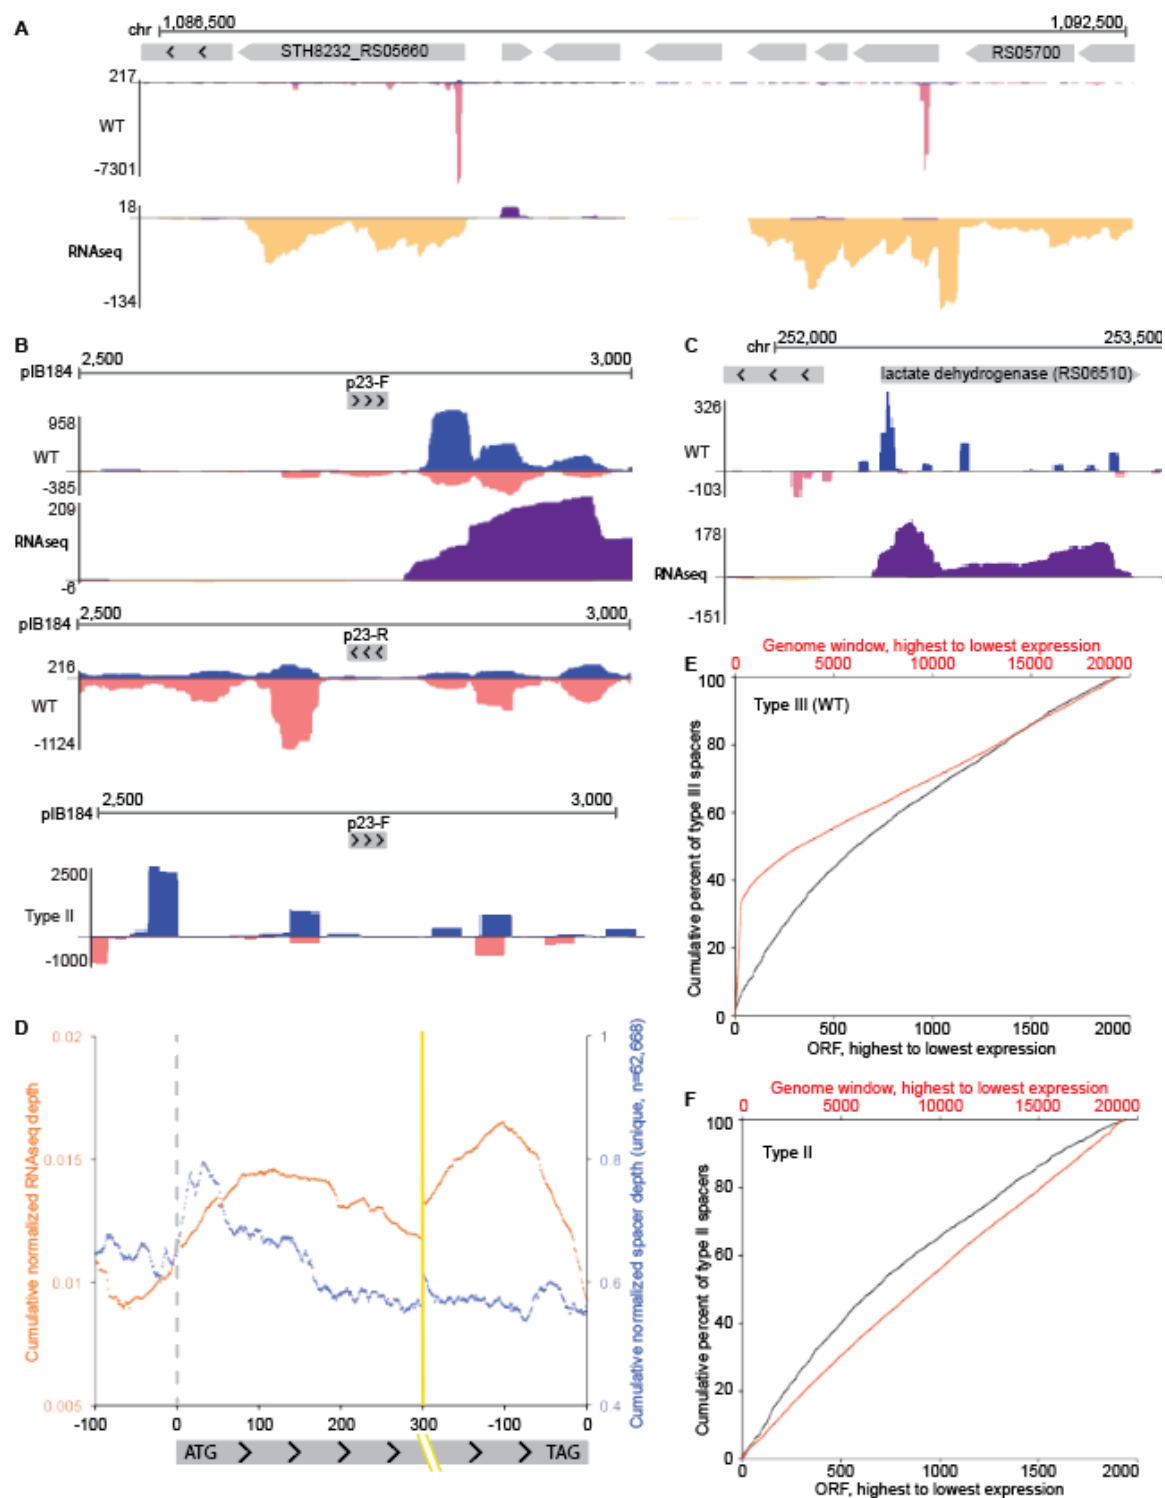 A
chr 1,086,500 1,092,500
STH8232_RS05660 RS05700
217
WT
-7301
18
RNAseq
-134
B
2,500 3,000
pIB184
p23-F
958
WT
-385
209
RNAseq
-6
2,500 3,000
pIB184
p23-R
216
WT
-1124
2,500 3,000
pIB184
p23-F
2500
Type II
-1000
C
chr 252,000 253,500
lactate dehydrogenase (RS06510)
326
WT
-103
178
RNAseq
-151
D
Cumulative normalized RNAseq depth
0.02
0.015
0.01
0.005
Cumulative normalized spacer depth (unique, n=62,668)
1
0.8
0.6
0.4
-100 0 100 200 300 -100 0
ATG TAG
E
Genome window, highest to lowest expression
0 5000 10000 15000 20000
Type III (WT)
Cumulative percent of type III spacers
100
80
60
40
20
0
0 500 1000 1500 2000
ORF, highest to lowest expression
F
Genome window, highest to lowest expression
0 5000 10000 15000 20000
Type II
Cumulative percent of type II spacers
100
80
60
40
20
0
0 500 1000 1500 2000
ORF, highest to lowest expression